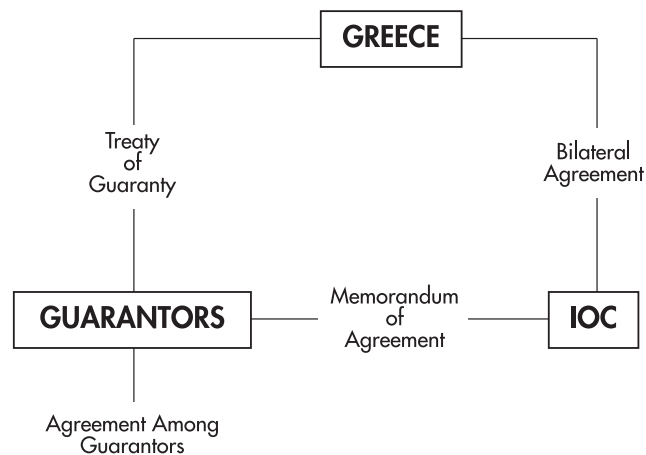 GREECE
Treaty
of
Guaranty
Bilateral
Agreement
GUARANTORS
Memorandum
of
Agreement
IOC
Agreement Among
Guarantors